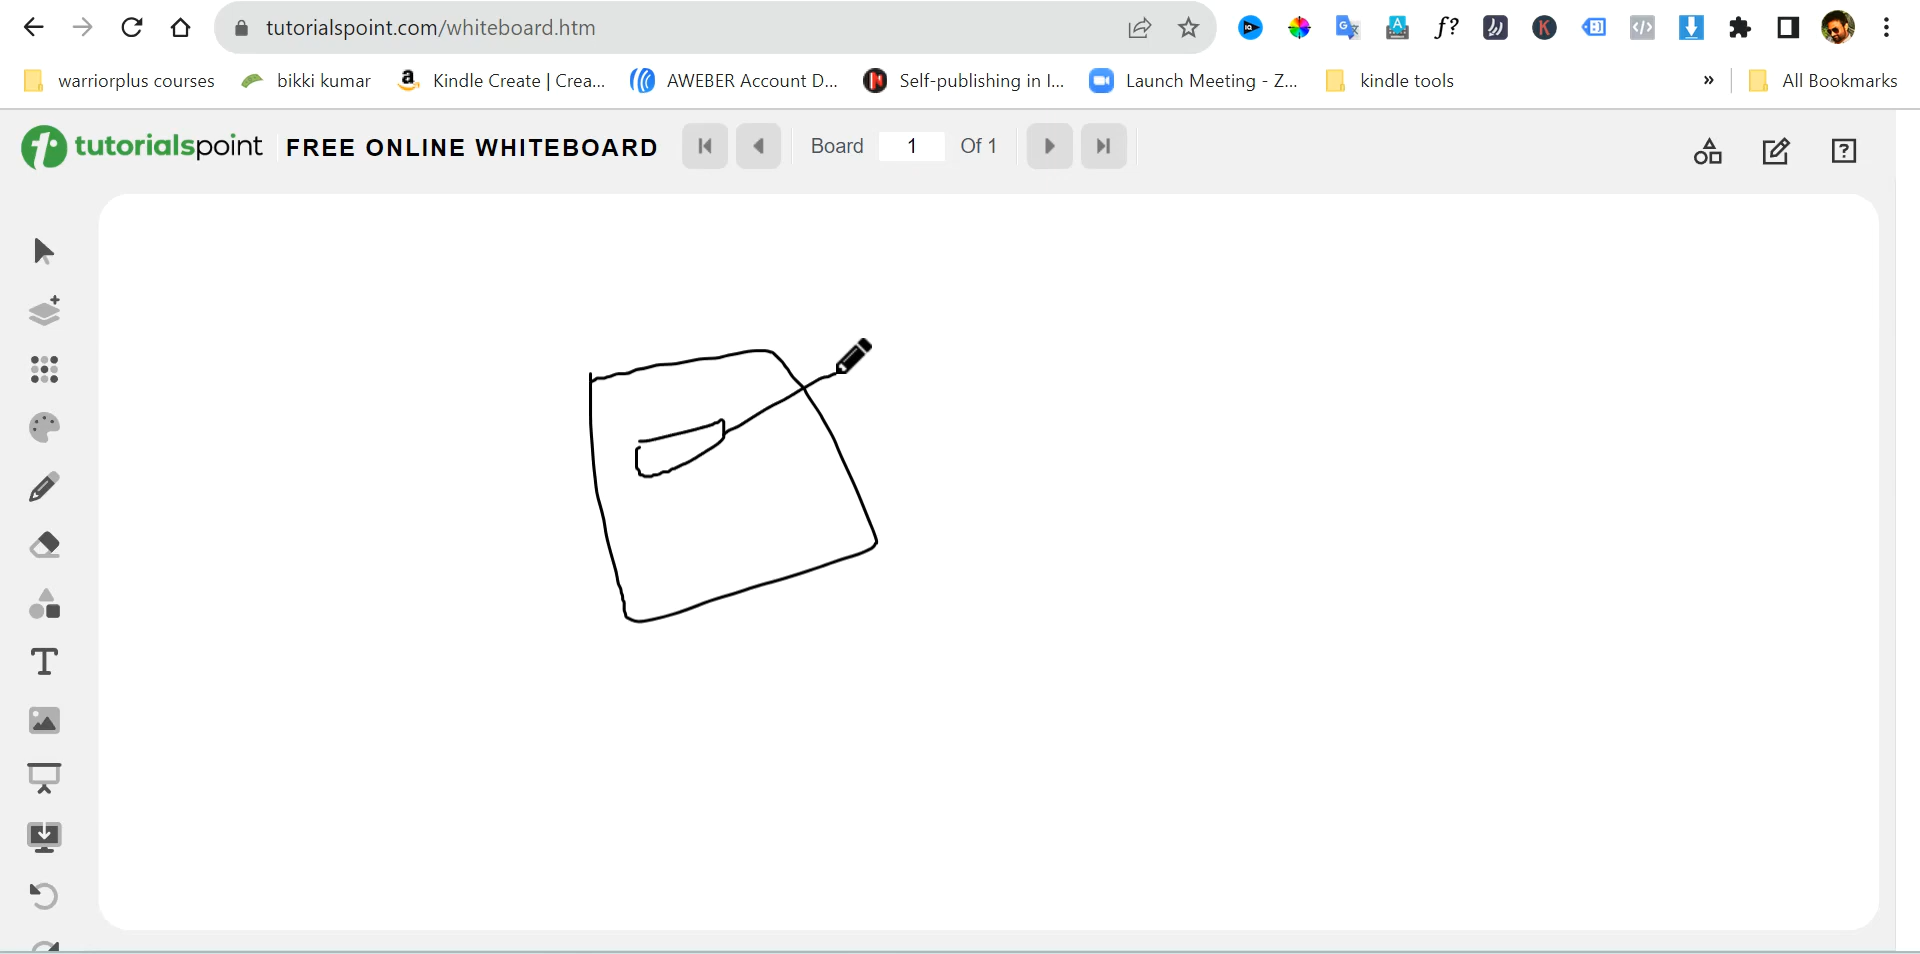 tutorialspoint.com/whiteboard.htm
warriorplus courses
bikki kumar
Kindle Create | Crea...
AWEBER Account D...
Self-publishing in I...
Launch Meeting - Z...
kindle tools
» All Bookmarks
tutorialspoint
FREE ONLINE WHITEBOARD
Board 1 Of 1